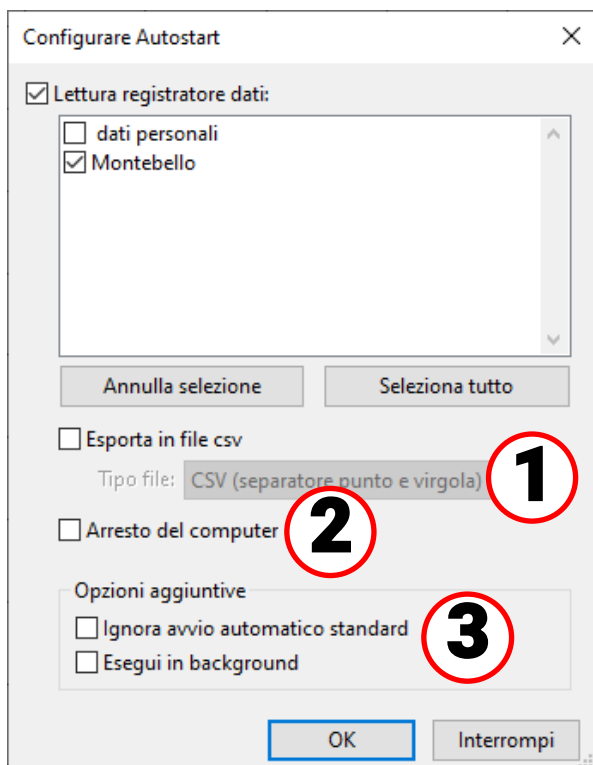 Configurare Autostart
Lettura registratore dati:
dati personali
Montebello
Annulla selezione Seleziona tutto
Esporta in file csv
Tipo file: CSV (separatore punto e virgola) 1
Arresto del computer 2
Opzioni aggiuntive
Ignora avvio automatico standard 3
Esegui in background
OK Interrompi